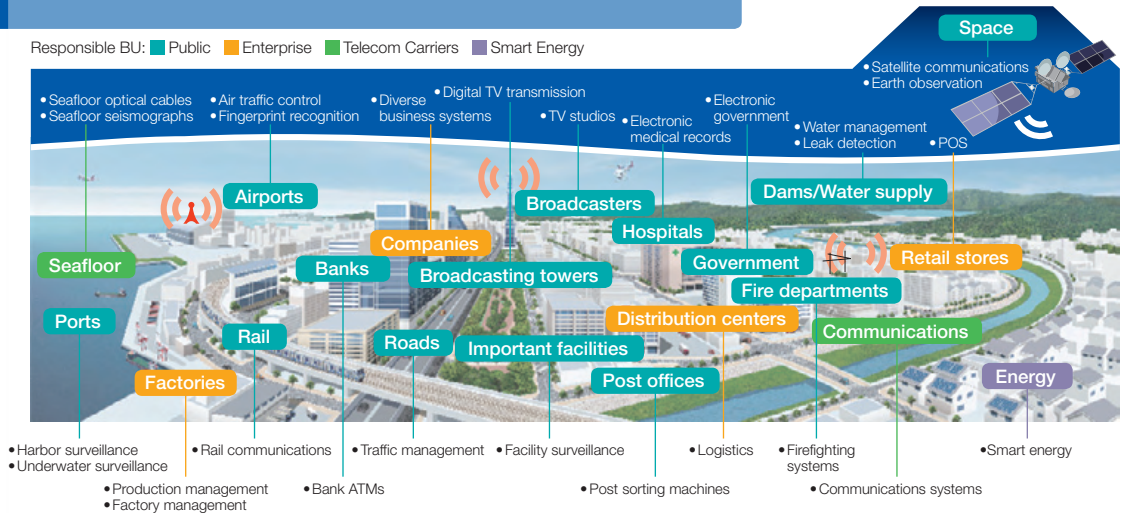 Responsible BU: Public Enterprise Telecom Carriers Smart Energy
Space
• Satellite communications
• Earth observation
• Seafloor optical cables
• Seafloor seismographs
• Air traffic control
• Fingerprint recognition
• Diverse
business systems
• Digital TV transmission
• TV studios
• Electronic
medical records
• Electronic
government
• Water management
• Leak detection
• POS
Airports
Broadcasters
Dams/Water supply
Hospitals
Companies
Seafloor
Banks
Broadcasting towers
Government
Retail stores
Fire departments
Ports
Rail
Roads
Important facilities
Distribution centers
Communications
Factories
Post offices
Energy
• Harbor surveillance
• Underwater surveillance
• Rail communications
• Traffic management
• Facility surveillance
• Logistics
• Firefighting
systems
• Smart energy
• Production management
• Factory management
• Bank ATMs
• Post sorting machines
• Communications systems